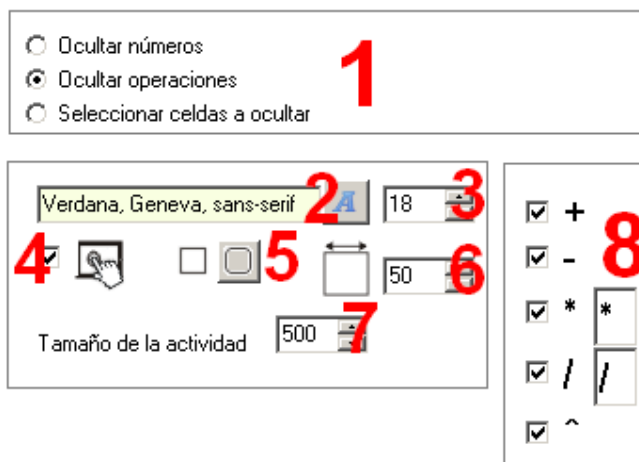 Ocultar números
Ocultar operaciones
Seleccionar celdas a ocultar
1
Verdana, Geneva, sans-serif 2 A 18 3
4 5 50 6
Tamaño de la actividad 500 7
+
-
* *
/ /
^
8